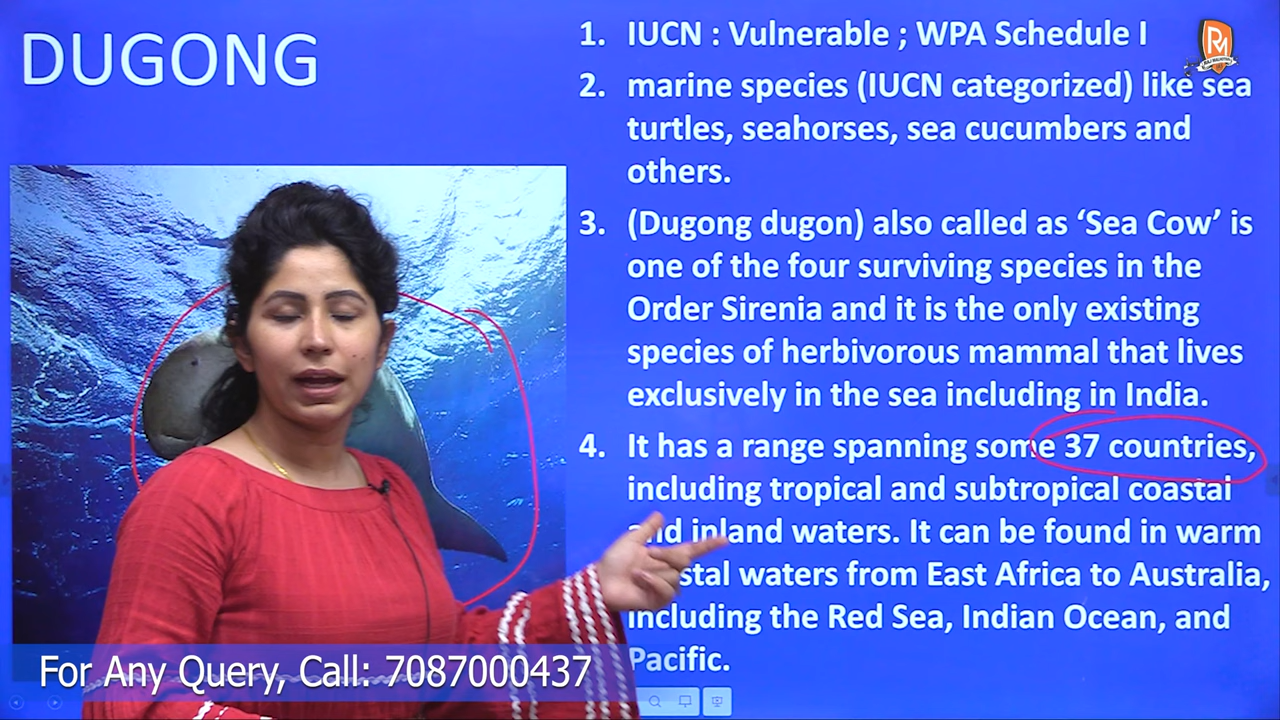 DUGONG
1. IUCN : Vulnerable ; WPA Schedule I
2. marine species (IUCN categorized) like sea
turtles, seahorses, sea cucumbers and
others.
3. (Dugong dugon) also called as ‘Sea Cow’ is
one of the four surviving species in the
Order Sirenia and it is the only existing
species of herbivorous mammal that lives
exclusively in the sea including in India.
4. It has a range spanning some 37 countries,
including tropical and subtropical coastal
and inland waters. It can be found in warm
stal waters from East Africa to Australia,
including the Red Sea, Indian Ocean, and
Pacific.
For Any Query, Call: 7087000437